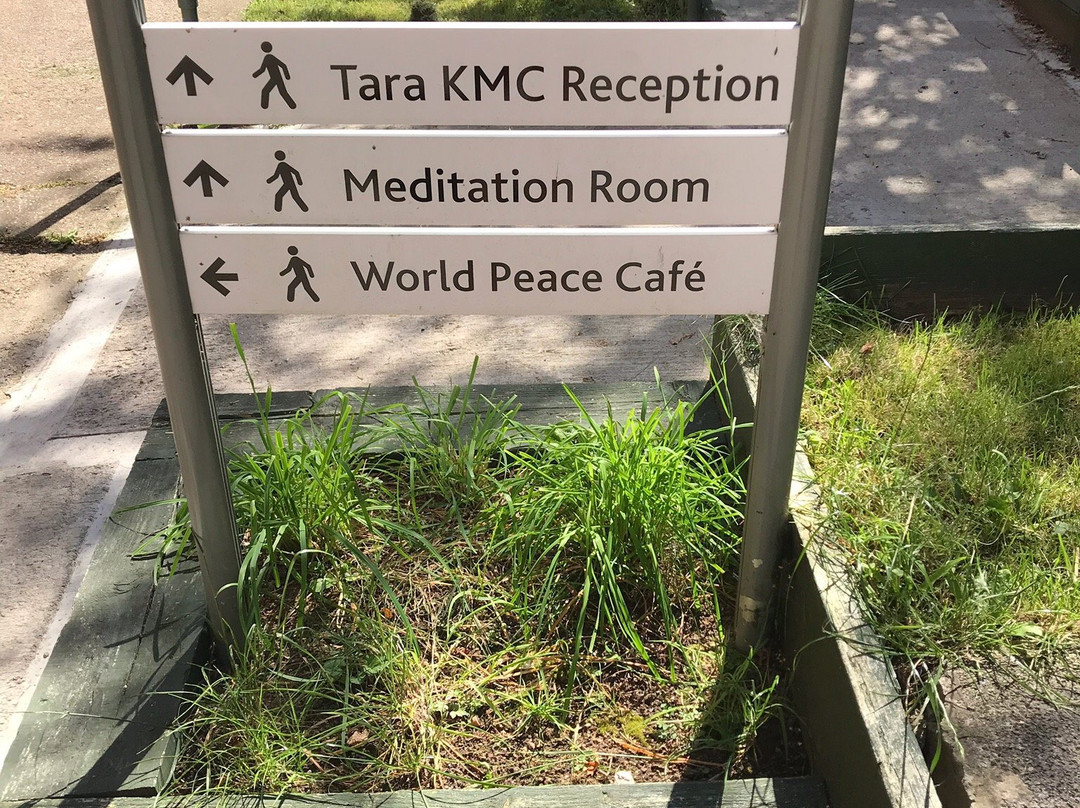 Tara KMC Reception
Meditation Room
World Peace Café